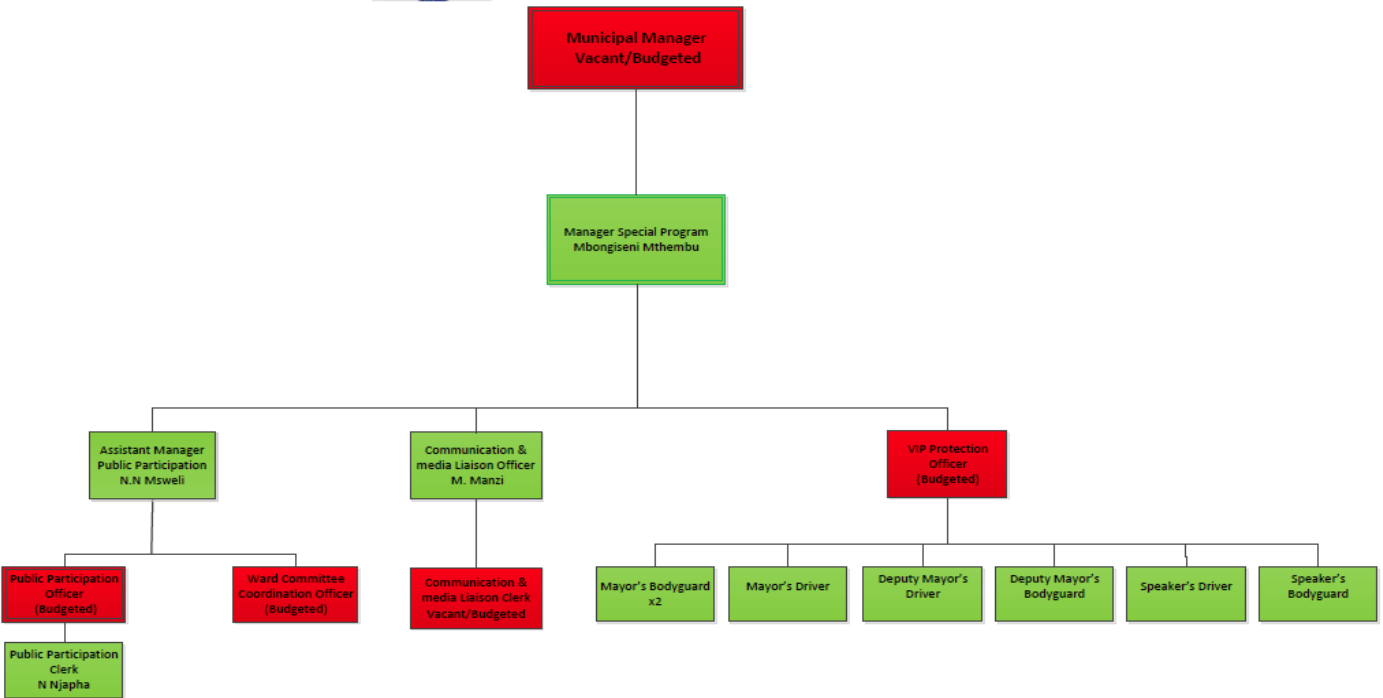 Municipal Manager
Vacant/Budgeted
Manager Special Program
Mbongiseni Mthembu
Assistant Manager
Public Participation
N.N Msweli
Communication &
media Liaison Officer
M. Manzi
VIP Protection
Officer
(Budgeted)
Public Participation
Officer
(Budgeted)
Ward Committee
Coordination Officer
(Budgeted)
Communication &
media Liaison Clerk
Vacant/Budgeted
Mayor's Bodyguard
x2
Mayor's Driver
Deputy Mayor's
Driver
Deputy Mayor's
Bodyguard
Speaker's Driver
Speaker's
Bodyguard
Public Participation
Clerk
N Njapha